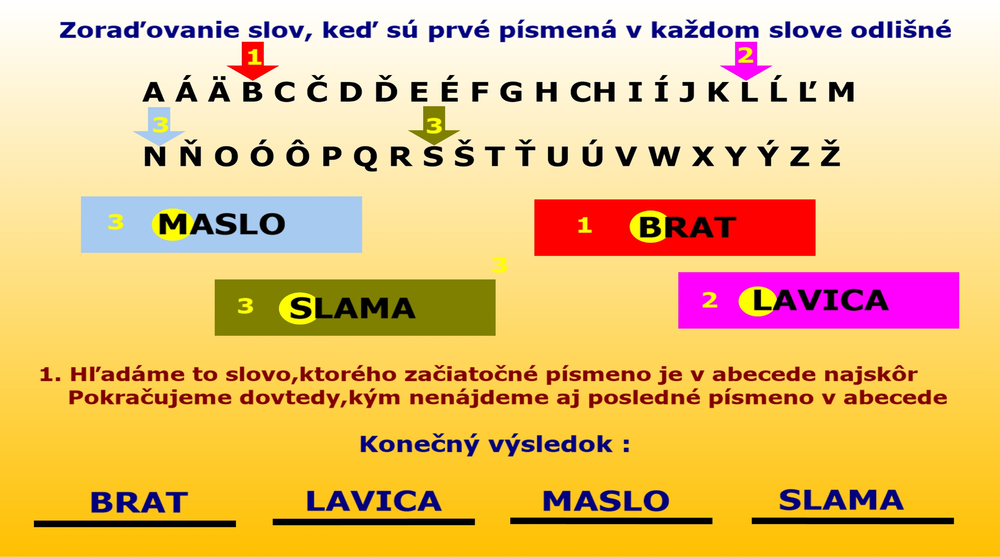 Zoraďovanie slov, keď sú prvé písmená v každom slove odlišné
1 2
A Á Ä B C Č D Ď E É F G H CH I Í J K L Ĺ Ľ M
3 3
N Ň O Ó Ô P Q R S Š T Ť U Ú V W X Y Ý Z Ž
3 MASLO
1 BRAT
3
3 SLAMA
2 LAVICA
1. Hľadáme to slovo,ktorého začiatočné písmeno je v abecede najskôr
Pokračujeme dovtedy,kým nenájdeme aj posledné písmeno v abecede
Konečný výsledok :
BRAT LAVICA MASLO SLAMA